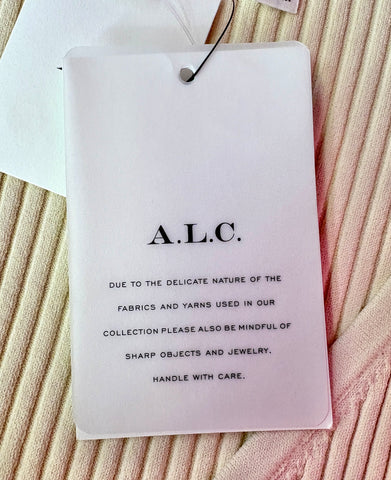 A.L.C.
DUE TO THE DELICATE NATURE OF THE
FABRICS AND YARNS USED IN OUR
COLLECTION PLEASE ALSO BE MINDFUL OF
SHARP OBJECTS AND JEWELRY.
HANDLE WITH CARE.